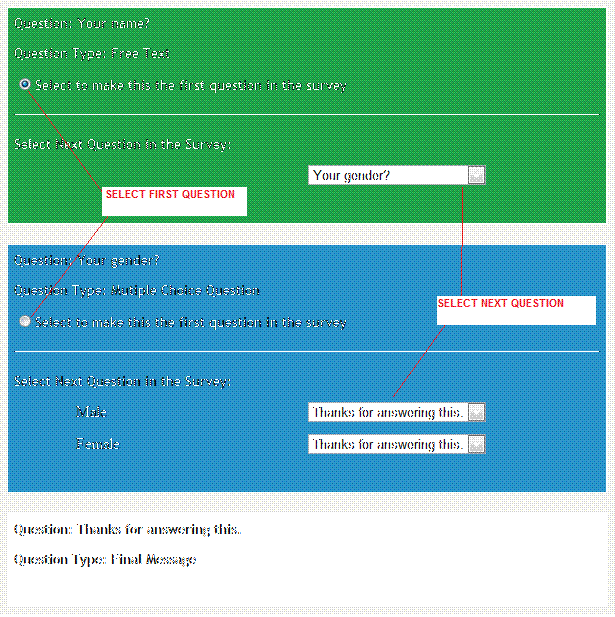 Question: Your name?
Question Type: Free Text
Select to make this the first question in the survey
Select Next Question in the Survey:
Your gender?
SELECT FIRST QUESTION
Question: Your gender?
Question Type: Mutiple Choice Question
SELECT NEXT QUESTION
Select to make this the first question in the survey
Select Next Question in the Survey:
Male Thanks for answering this.
Female Thanks for answering this.
Question: Thanks for answering this..
Question Type: Final Message